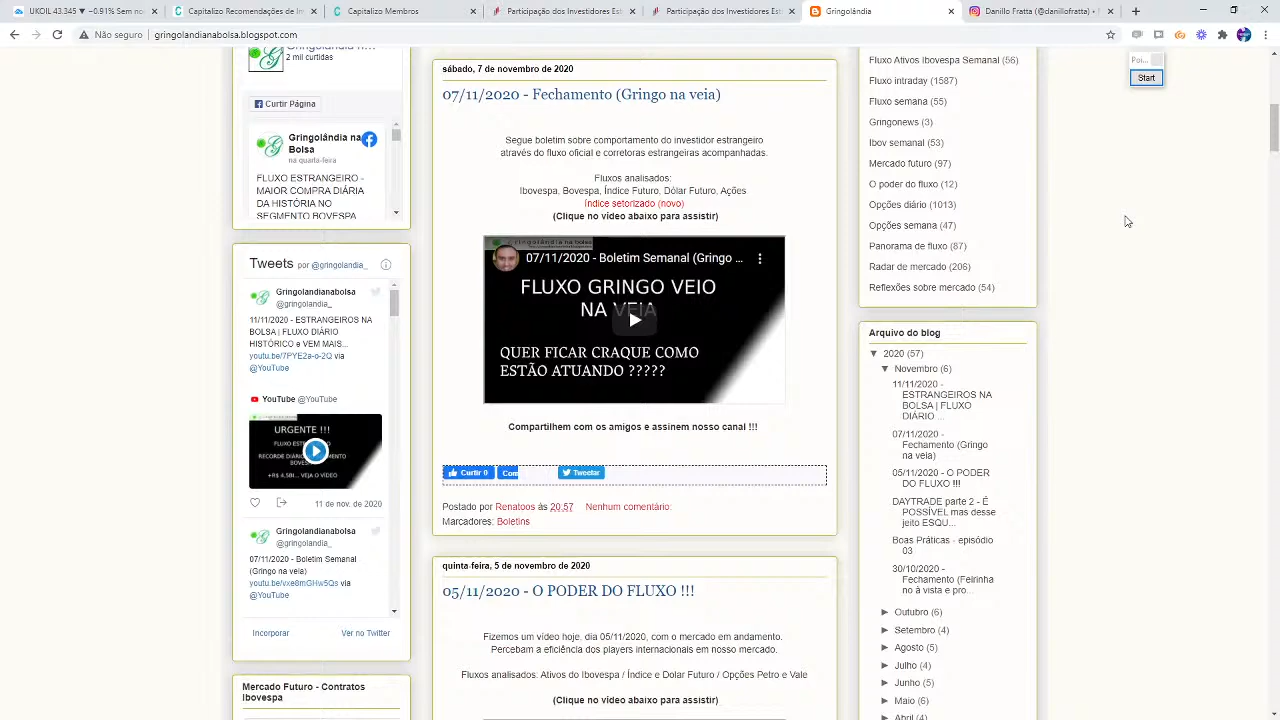 UKOIL 43.345 ▼ −0.91% Sem no
Capitalizo Recomendações de In
Capitalizo Membros
Participação dos Investidores Est
Participação dos Investidores Est
Gringolândia
Danillo Fratta (@danillofratta) •
Não seguro | gringolandianabolsa.blogspot.com
2 mil curtidas
Curtir Página
Gringolândia na
Bolsa
na quarta-feira
FLUXO ESTRANGEIRO -
MAIOR COMPRA DIÁRIA
DA HISTÓRIA NO
SEGMENTO BOVESPA
Tweets por @gringolandia_
Gringolandianabolsa
@gringolandia_
11/11/2020 - ESTRANGEIROS NA
BOLSA | FLUXO DIÁRIO
HISTÓRICO e VEM MAIS...
youtu.be/7PYE2a-o-2Q via
@YouTube
YouTube @YouTube
URGENTE !!!
11 de nov. de 2020
Gringolandianabolsa
@gringolandia_
07/11/2020 - Boletim Semanal
(Gringo na veia)
youtu.be/vxe8mGHw5Qs via
@YouTube
Incorporar
Ver no Twitter
Mercado Futuro - Contratos
Ibovespa
sábado, 7 de novembro de 2020
07/11/2020 - Fechamento (Gringo na veia)
Segue boletim sobre comportamento do investidor estrangeiro
através do fluxo oficial e corretoras estrangeiras acompanhadas.
Fluxos analisados:
Ibovespa, Bovespa, Índice Futuro, Dólar Futuro, Ações
Índice setorizado (novo)
(Clique no vídeo abaixo para assistir)
07/11/2020 - Boletim Semanal (Gringo ...
FLUXO GRINGO VEIO
NA VEIA
QUER FICAR CRAQUE COMO
ESTÃO ATUANDO ?????
Compartilhem com os amigos e assinem nosso canal !!!
Curtir 0
Com
Tweetar
Postado por Renatoos às 20:57 Nenhum comentário:
Marcadores: Boletins
quinta-feira, 5 de novembro de 2020
05/11/2020 - O PODER DO FLUXO !!!
Fizemos um vídeo hoje, dia 05/11/2020, com o mercado em andamento.
Percebam a eficiência dos players internacionais em nosso mercado.
Fluxos analisados: Ativos do Ibovespa / Índice e Dolar Futuro / Opções Petro e Vale
(Clique no vídeo abaixo para assistir)
Fluxo Ativos Ibovespa Semanal (56)
Fluxo intraday (1587)
Fluxo semana (55)
Gringonews (3)
Ibov semanal (53)
Mercado futuro (97)
O poder do fluxo (12)
Opções diário (1013)
Opções semana (47)
Panorama de fluxo (87)
Radar de mercado (206)
Reflexões sobre mercado (54)
Arquivo do blog
▼ 2020 (57)
▼ Novembro (6)
11/11/2020 -
ESTRANGEIROS NA
BOLSA | FLUXO
DIÁRIO ...
07/11/2020 -
Fechamento (Gringo
na veia)
05/11/2020 - O PODER
DO FLUXO !!!
DAYTRADE parte 2 - É
POSSÍVEL mas desse
jeito ESQU...
Boas Práticas - episódio
03
30/10/2020 -
Fechamento (Feirinha
no à vista e pro...
► Outubro (6)
► Setembro (4)
► Agosto (5)
► Julho (4)
► Junho (5)
► Maio (6)
► Abril (4)
Poi...
Start